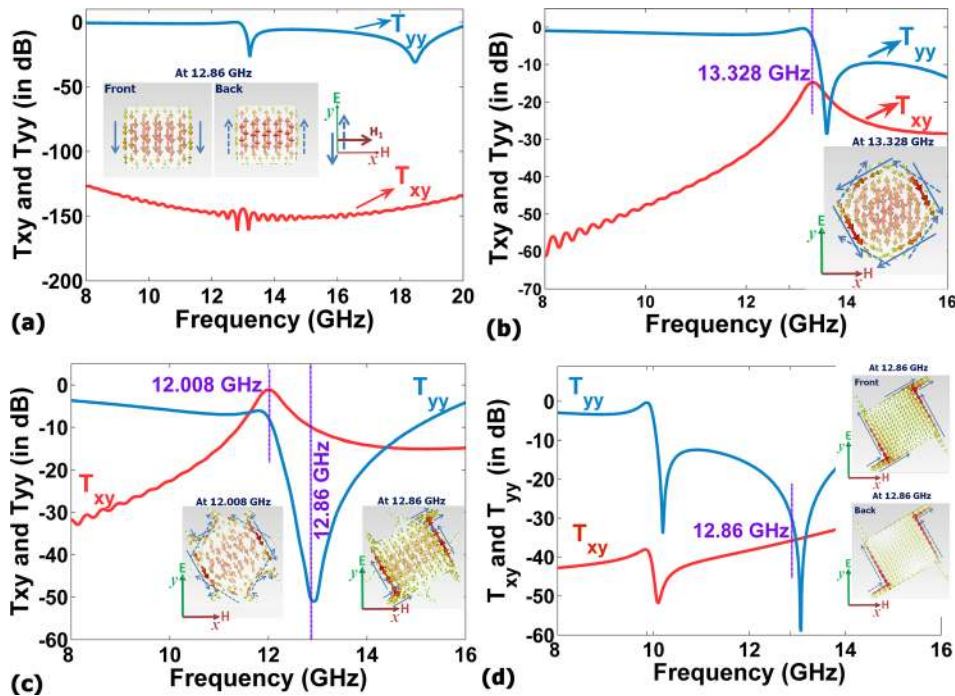 Txy and Tyy (in dB)
0
-50
-100
-150
-200
Tyy
At 12.86 GHz
Front
Back
E
y
H₁
H
x
Txy
8
10
12
14
16
18
20
Frequency (GHz)
(a)
Txy and Tyy (in dB)
0
-10
-20
-30
-40
-50
-60
Tyy
13.328 GHz
Txy
At 13.328 GHz
E
y
H
x
8
10
12
14
16
Frequency (GHz)
(b)
Txy and Tyy (in dB)
0
-10
-20
-30
-40
-50
-60
12.008 GHz
Tyy
12.86 GHz
Txy
At 12.008 GHz
At 12.86 GHz
E
y
H
x
E
y
H
x
8
10
12
14
16
Frequency (GHz)
(c)
Txy and Tyy (in dB)
0
-10
-20
-30
-40
-50
-60
Tyy
At 12.86 GHz
Front
E
y
H
x
At 12.86 GHz
Back
E
y
H
x
12.86 GHz
Txy
8
10
12
14
16
Frequency (GHz)
(d)